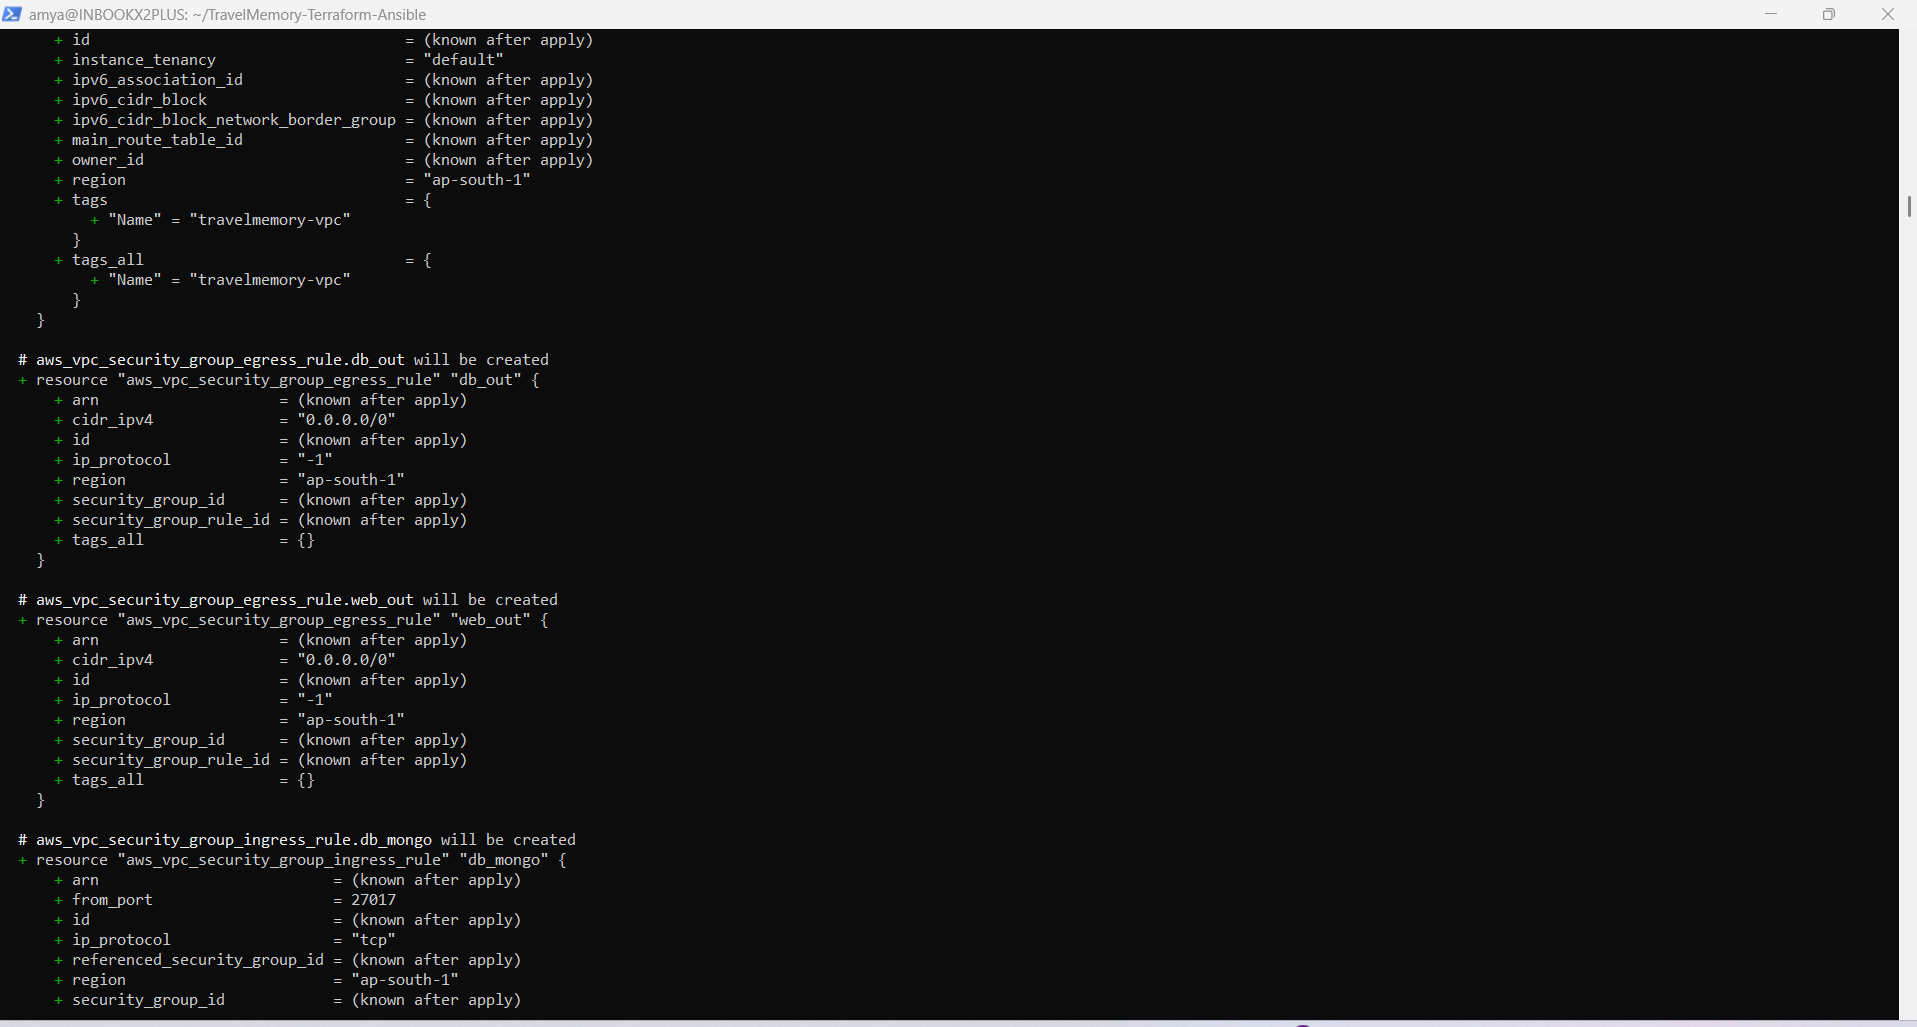 amya@INBOOKX2PLUS: ~/TravelMemory-Terraform-Ansible
+ id = (known after apply)
+ instance_tenancy = "default"
+ ipv6_association_id = (known after apply)
+ ipv6_cidr_block = (known after apply)
+ ipv6_cidr_block_network_border_group = (known after apply)
+ main_route_table_id = (known after apply)
+ owner_id = (known after apply)
+ region = "ap-south-1"
+ tags = {
+ "Name" = "travelmemory-vpc"
}
+ tags_all = {
+ "Name" = "travelmemory-vpc"
}
}
# aws_vpc_security_group_egress_rule.db_out will be created
+ resource "aws_vpc_security_group_egress_rule" "db_out" {
+ arn = (known after apply)
+ cidr_ipv4 = "0.0.0.0/0"
+ id = (known after apply)
+ ip_protocol = "-1"
+ region = "ap-south-1"
+ security_group_id = (known after apply)
+ security_group_rule_id = (known after apply)
+ tags_all = {}
}
# aws_vpc_security_group_egress_rule.web_out will be created
+ resource "aws_vpc_security_group_egress_rule" "web_out" {
+ arn = (known after apply)
+ cidr_ipv4 = "0.0.0.0/0"
+ id = (known after apply)
+ ip_protocol = "-1"
+ region = "ap-south-1"
+ security_group_id = (known after apply)
+ security_group_rule_id = (known after apply)
+ tags_all = {}
}
# aws_vpc_security_group_ingress_rule.db_mongo will be created
+ resource "aws_vpc_security_group_ingress_rule" "db_mongo" {
+ arn = (known after apply)
+ from_port = 27017
+ id = (known after apply)
+ ip_protocol = "tcp"
+ referenced_security_group_id = (known after apply)
+ region = "ap-south-1"
+ security_group_id = (known after apply)